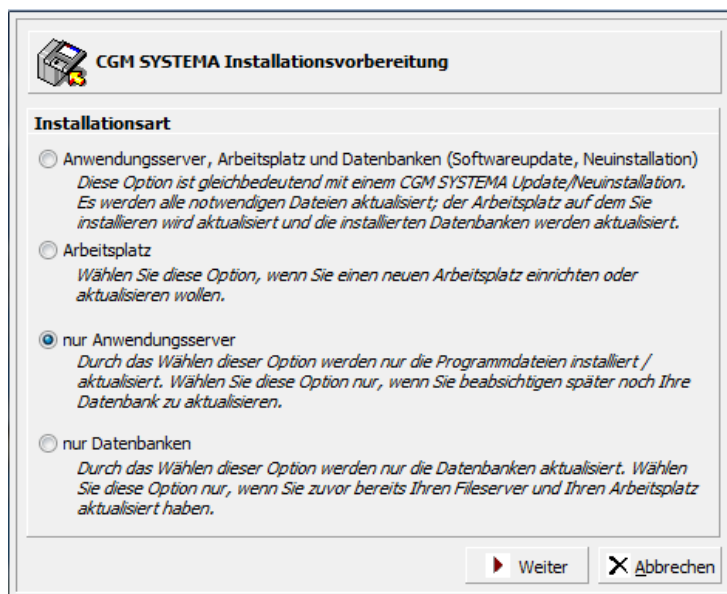 CGM SYSTEMA Installationsvorbereitung
Installationsart
Anwendungsserver, Arbeitsplatz und Datenbanken (Softwareupdate, Neuinstallation)
Diese Option ist gleichbedeutend mit einem CGM SYSTEMA Update/Neuinstallation.
Es werden alle notwendigen Dateien aktualisiert; der Arbeitsplatz auf dem Sie
installieren wird aktualisiert und die installierten Datenbanken werden aktualisiert.
Arbeitsplatz
Wählen Sie diese Option, wenn Sie einen neuen Arbeitsplatz einrichten oder
aktualisieren wollen.
nur Anwendungsserver
Durch das Wählen dieser Option werden nur die Programmdateien installiert /
aktualisiert. Wählen Sie diese Option nur, wenn Sie beabsichtigen später noch Ihre
Datenbank zu aktualisieren.
nur Datenbanken
Durch das Wählen dieser Option werden nur die Datenbanken aktualisiert. Wählen
Sie diese Option nur, wenn Sie zuvor bereits Ihren Fileserver und Ihren Arbeitsplatz
aktualisiert haben.
Weiter Abbrechen